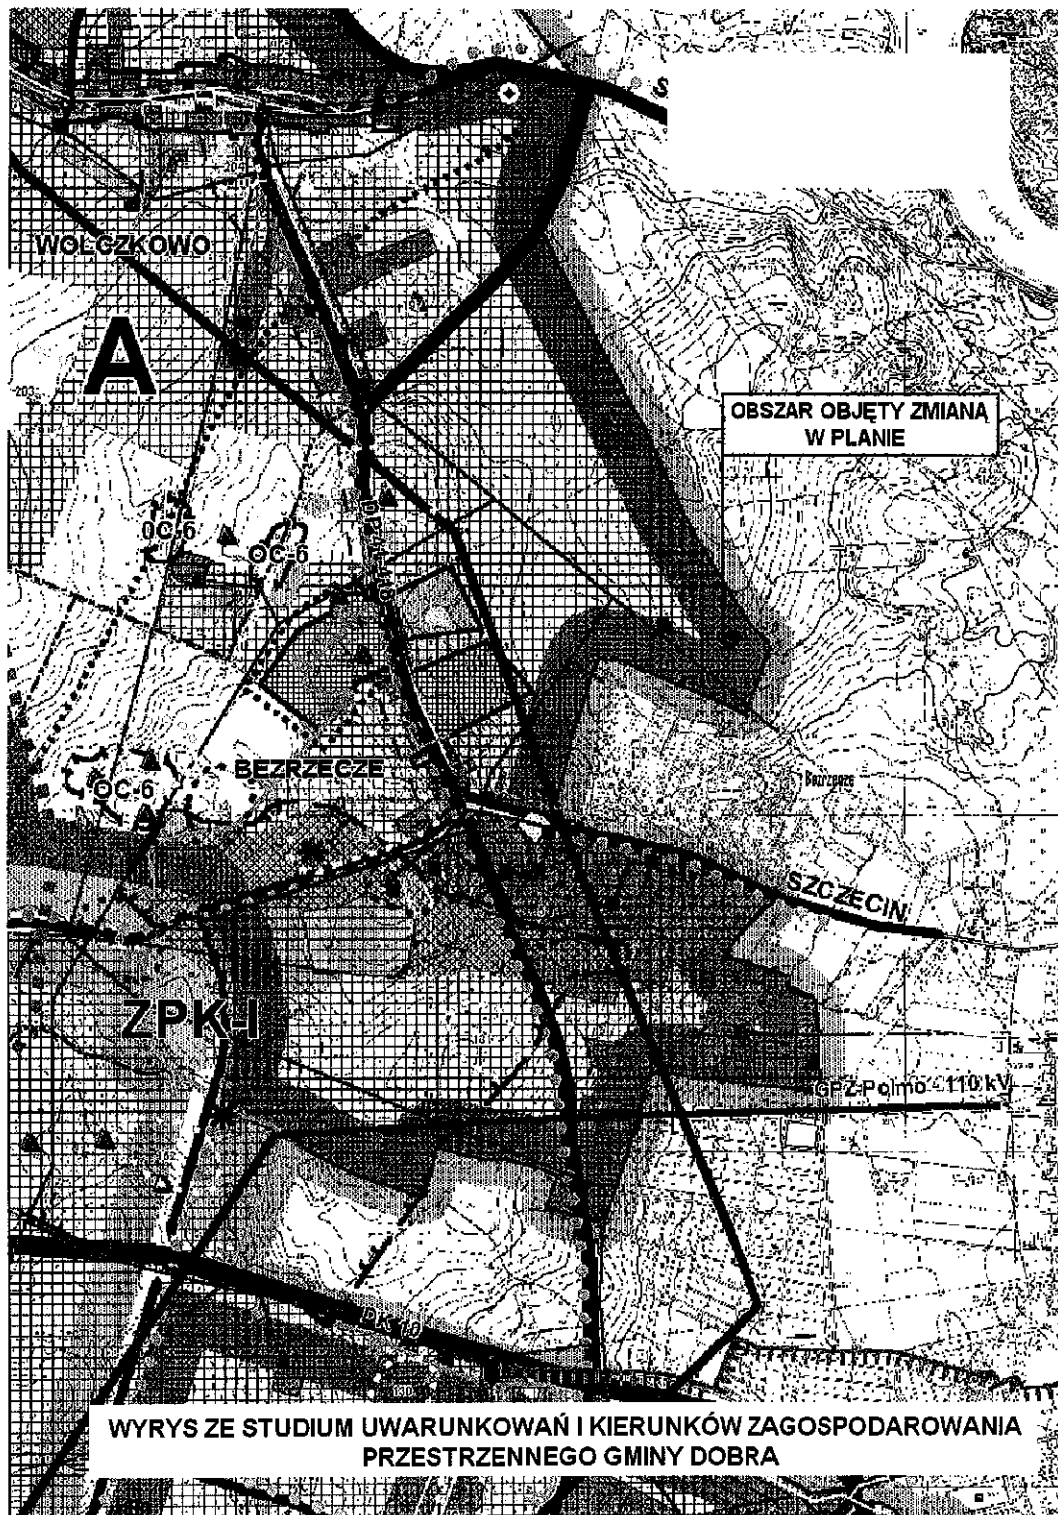 WOŁCZKOWO
A
OBSZAR OBJĘTY ZMIANĄ
W PLANIE
OC-6
OC-6
BEZRZECZE
OC-6
Bezrzecze
SZCZECIN
ZPK-I
GPZ Polmo - 110 kV
DK 10
WYRYS ZE STUDIUM UWARUNKOWAŃ I KIERUNKÓW ZAGOSPODAROWANIA
PRZESTRZENNEGO GMINY DOBRA